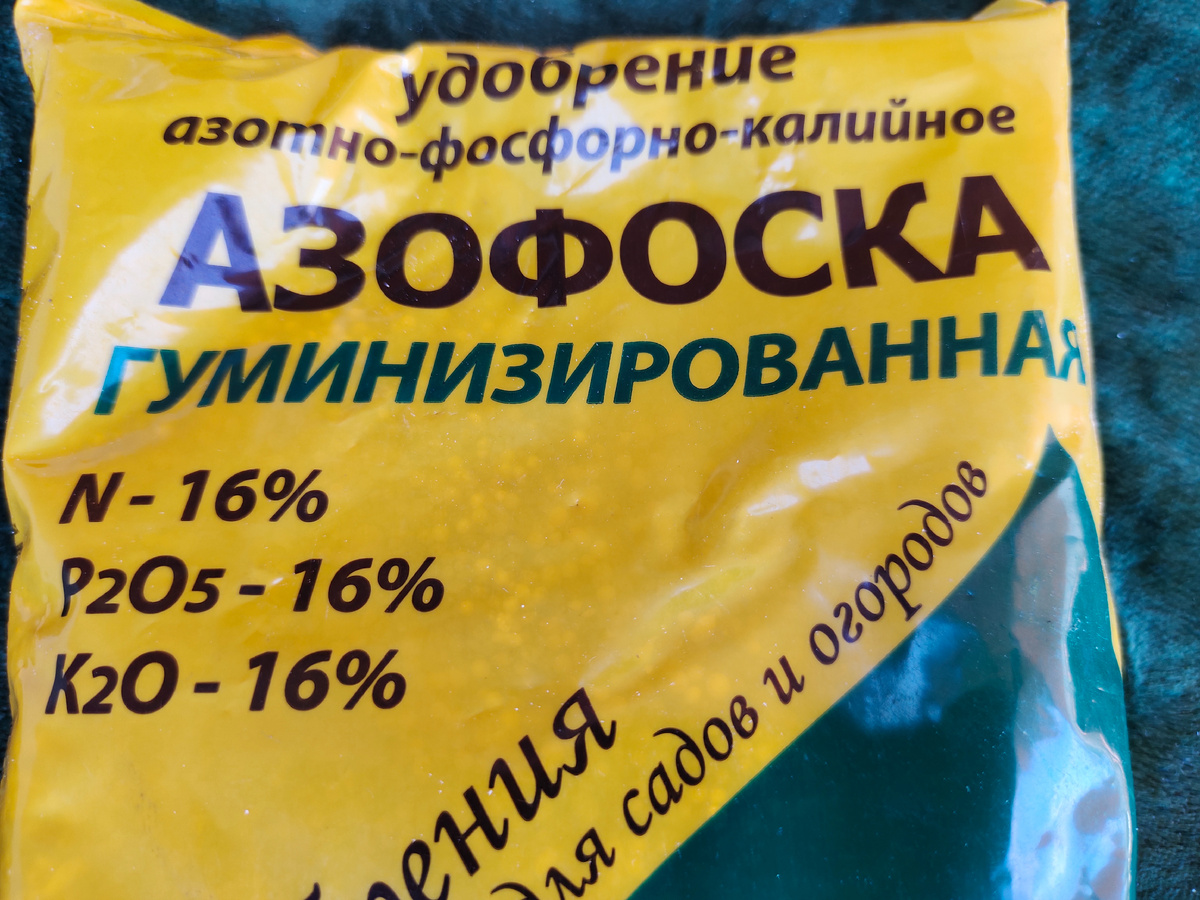 удобрение
азотно-фосфорно-калийное
АЗОФОСКА
ГУМИНИЗИРОВАННАЯ
N - 16%
P2O5 - 16%
K2O - 16%
для садов и огородов